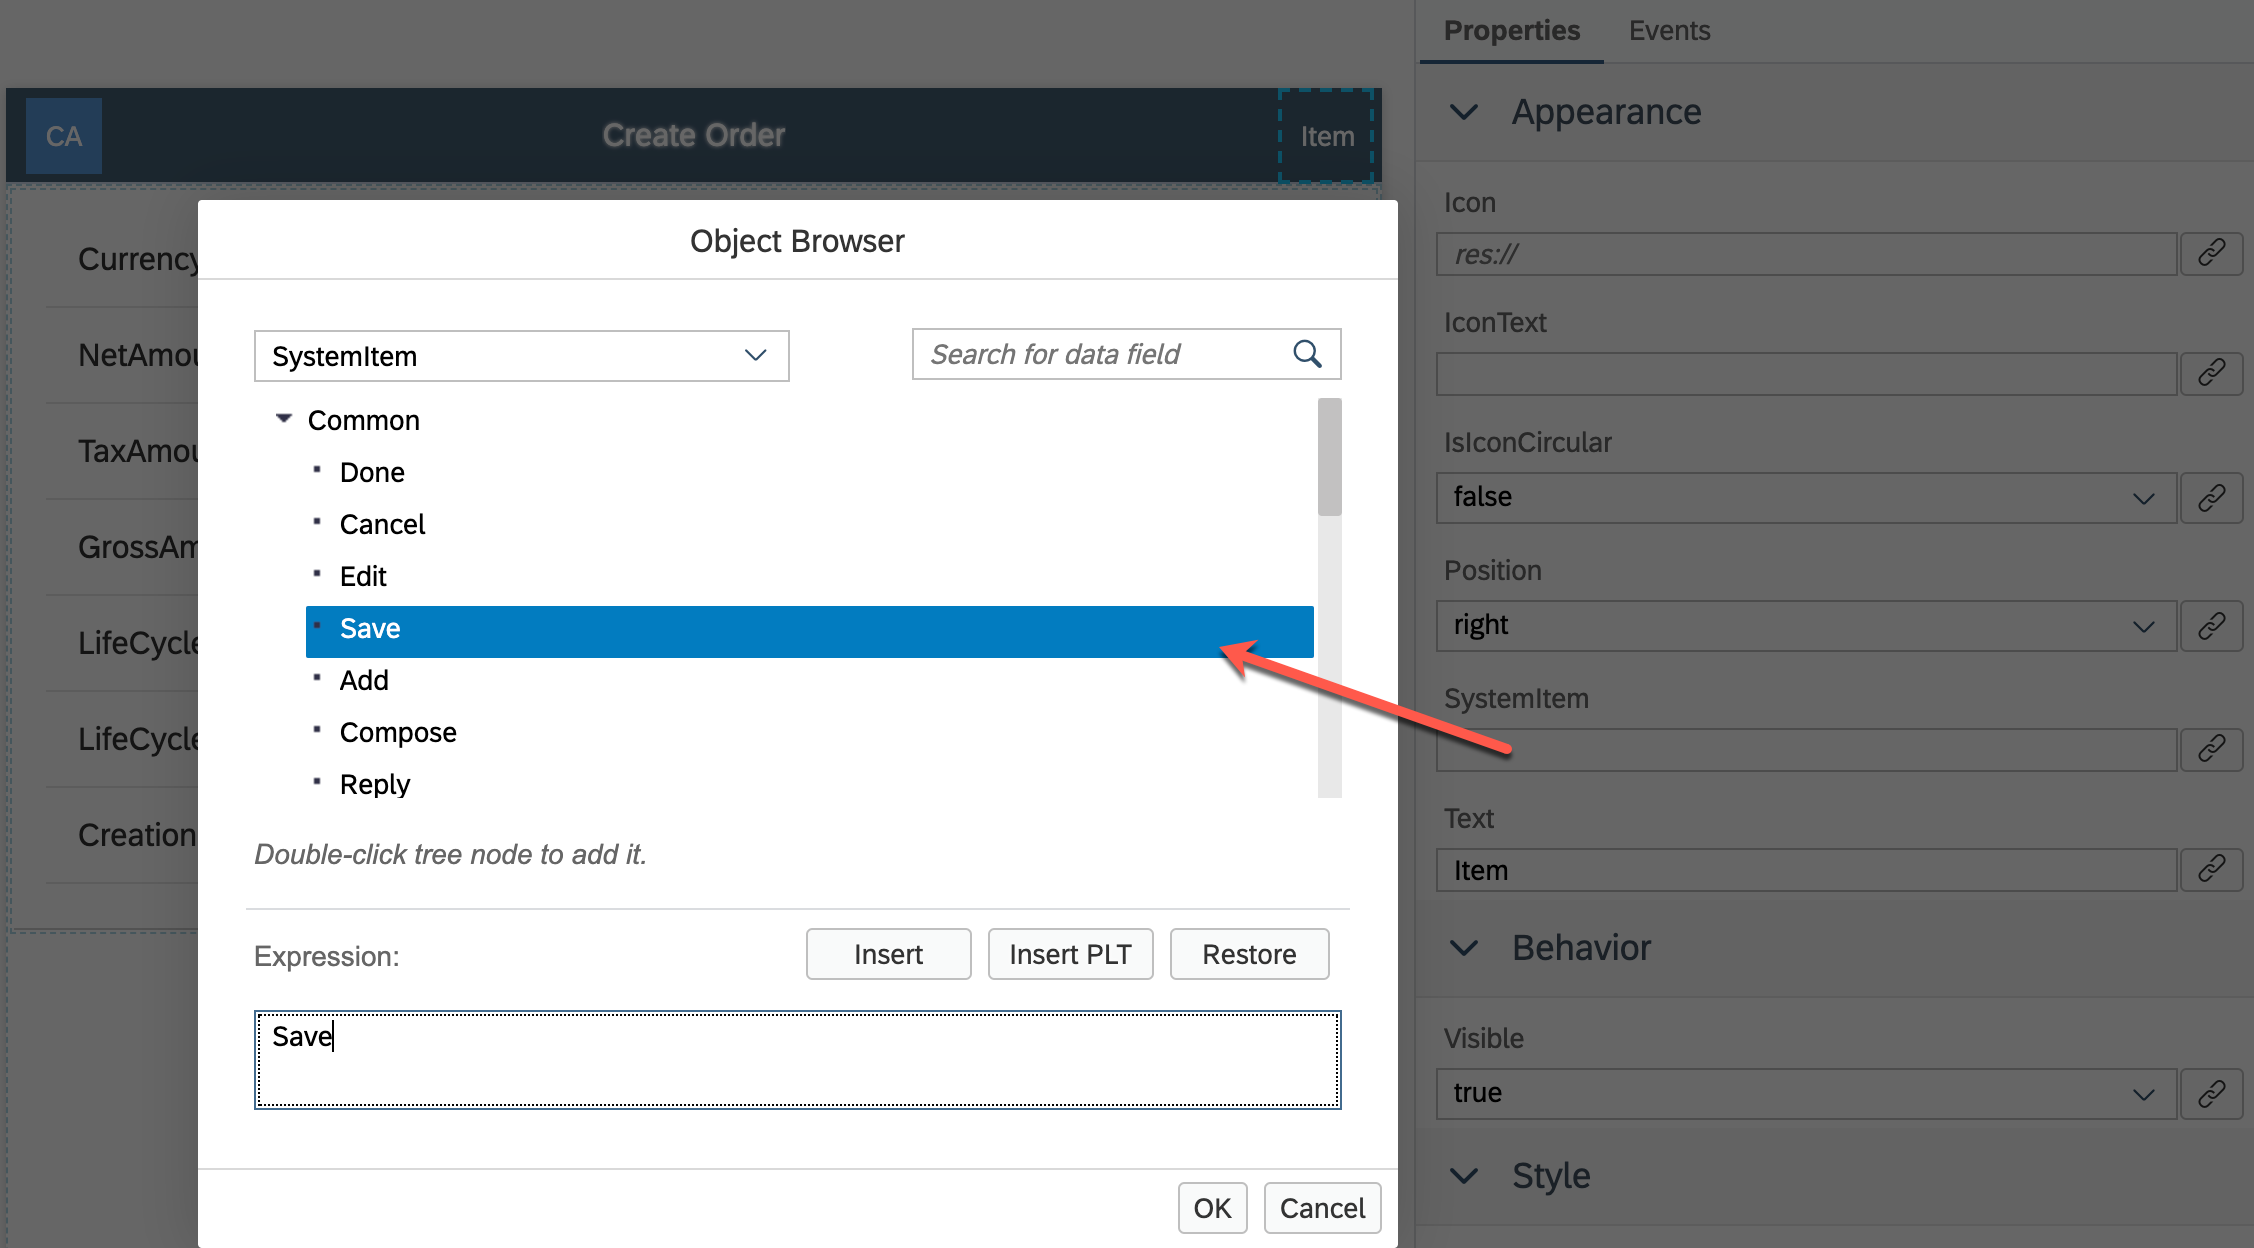 Properties Events
CA Create Order Item
Appearance
Icon
res://
IconText
IsIconCircular
false
Position
right
SystemItem
Text
Item
Behavior
Visible
true
Style
Currency
NetAmou
TaxAmou
GrossAm
LifeCycle
LifeCycle
Creation
Object Browser
SystemItem
Search for data field
Common
Done
Cancel
Edit
Save
Add
Compose
Reply
Double-click tree node to add it.
Expression: Insert Insert PLT Restore
Save
OK Cancel